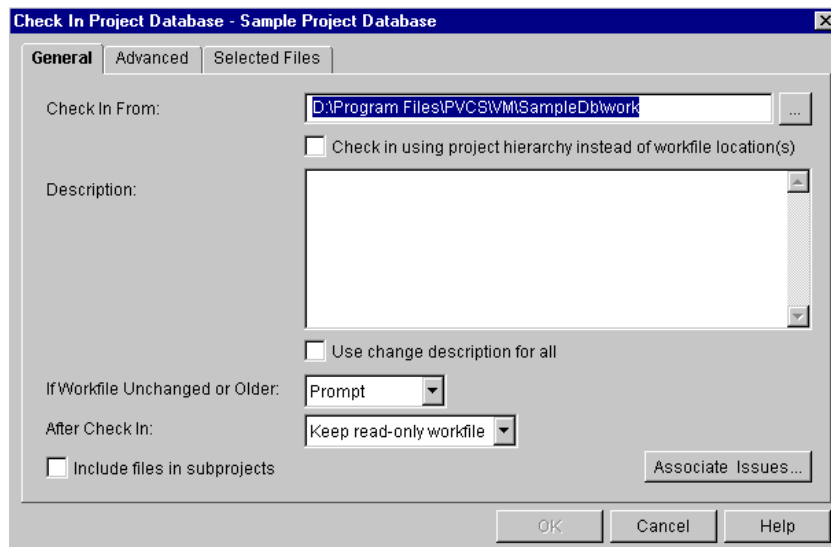 Check In Project Database - Sample Project Database
General Advanced Selected Files
Check In From: D:\Program Files\PVCS\VM\SampleDb\work ...
Check in using project hierarchy instead of workfile location(s)
Description:
Use change description for all
If Workfile Unchanged or Older: Prompt
After Check In: Keep read-only workfile
Include files in subprojects Associate Issues...
OK Cancel Help